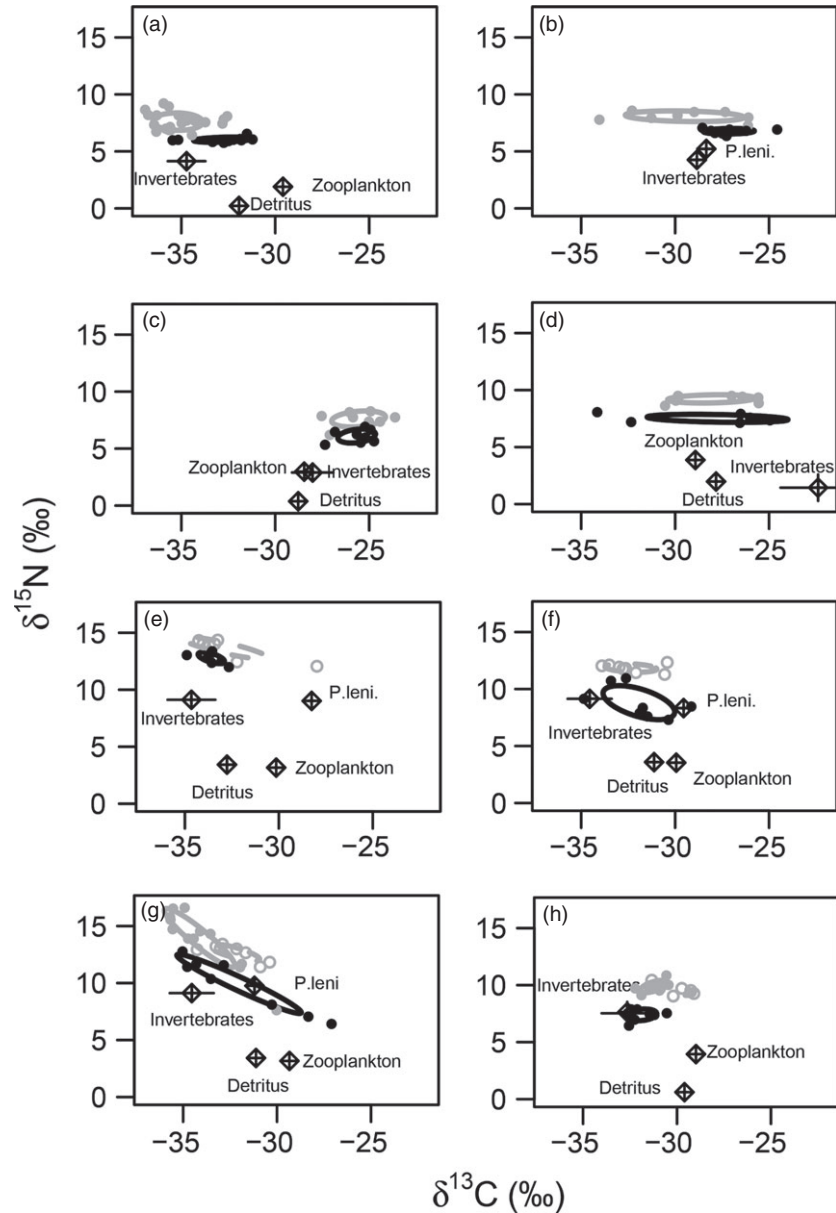 (a)
(b)
15
10
5
0
Invertebrates
Zooplankton
Detritus
−35
−30
−25
15
10
5
0
P.leni.
Invertebrates
−35
−30
−25
(c)
(d)
15
10
5
0
Zooplankton
Invertebrates
Detritus
−35
−30
−25
15
10
5
0
Zooplankton
Invertebrates
Detritus
−35
−30
−25
δ15N (‰)
(e)
(f)
15
10
5
0
Invertebrates
P.leni.
Detritus
Zooplankton
−35
−30
−25
15
10
5
0
Invertebrates
P.leni.
Detritus
Zooplankton
−35
−30
−25
(g)
(h)
15
10
5
0
P.leni
Invertebrates
Detritus
Zooplankton
−35
−30
−25
15
10
5
0
Invertebrates
Zooplankton
Detritus
−35
−30
−25
δ13C (‰)